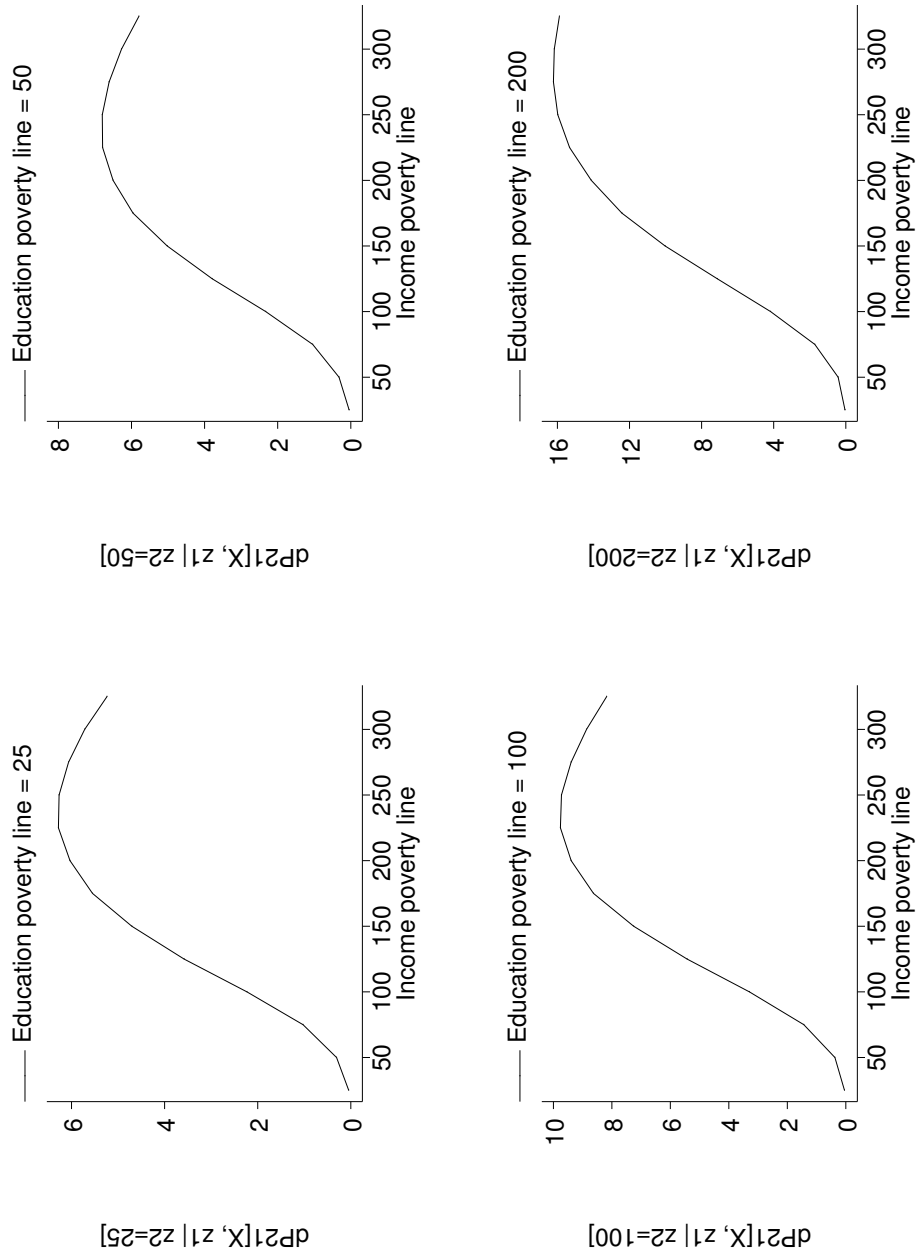 Education poverty line = 25
dP21[X, z1 | z2=25]
6
4
2
0
50 100 150 200 250 300
Income poverty line
Education poverty line = 50
dP21[X, z1 | z2=50]
8
6
4
2
0
50 100 150 200 250 300
Income poverty line
Education poverty line = 100
dP21[X, z1 | z2=100]
10
8
6
4
2
0
50 100 150 200 250 300
Income poverty line
Education poverty line = 200
dP21[X, z1 | z2=200]
16
12
8
4
0
50 100 150 200 250 300
Income poverty line